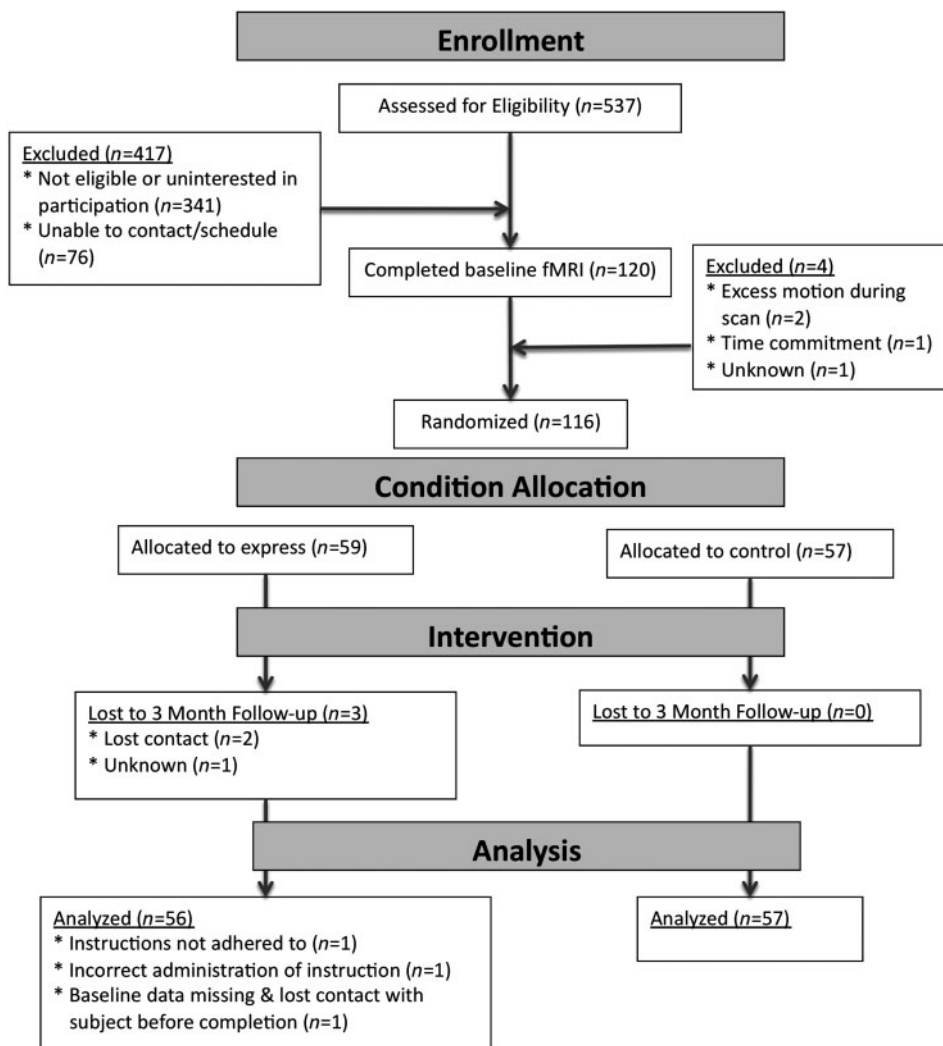 Enrollment
Assessed for Eligibility (n=537)
Excluded (n=417)
* Not eligible or uninterested in
participation (n=341)
* Unable to contact/schedule
(n=76)
Completed baseline fMRI (n=120)
Excluded (n=4)
* Excess motion during
scan (n=2)
* Time commitment (n=1)
* Unknown (n=1)
Randomized (n=116)
Condition Allocation
Allocated to express (n=59)
Allocated to control (n=57)
Intervention
Lost to 3 Month Follow-up (n=3)
* Lost contact (n=2)
* Unknown (n=1)
Lost to 3 Month Follow-up (n=0)
Analysis
Analyzed (n=56)
* Instructions not adhered to (n=1)
* Incorrect administration of instruction (n=1)
* Baseline data missing & lost contact with
subject before completion (n=1)
Analyzed (n=57)